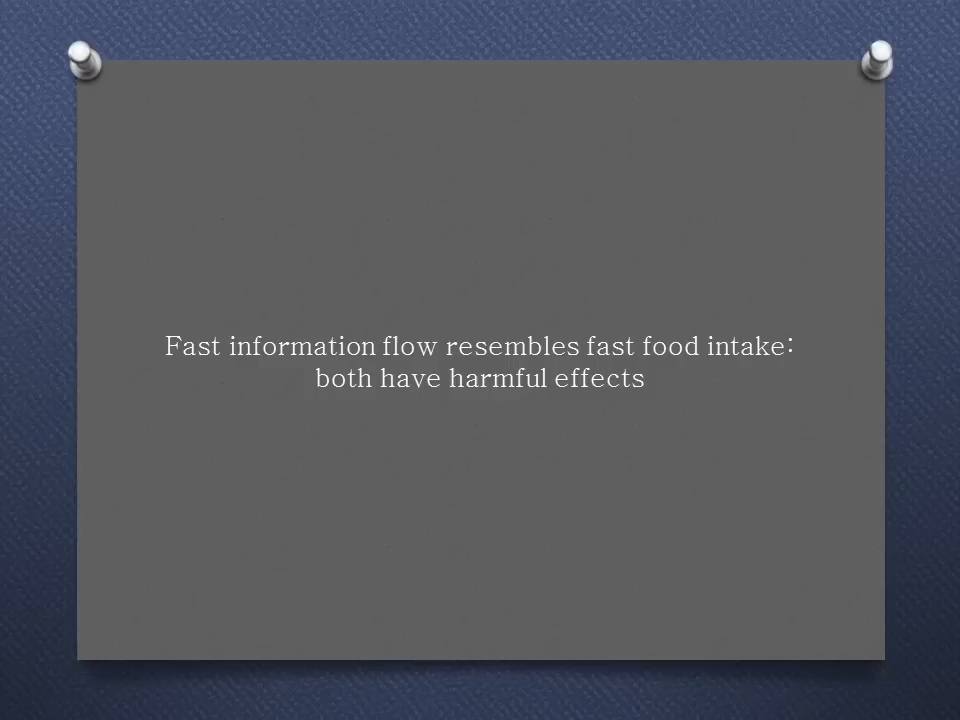 Fast information flow resembles fast food intake:
both have harmful effects